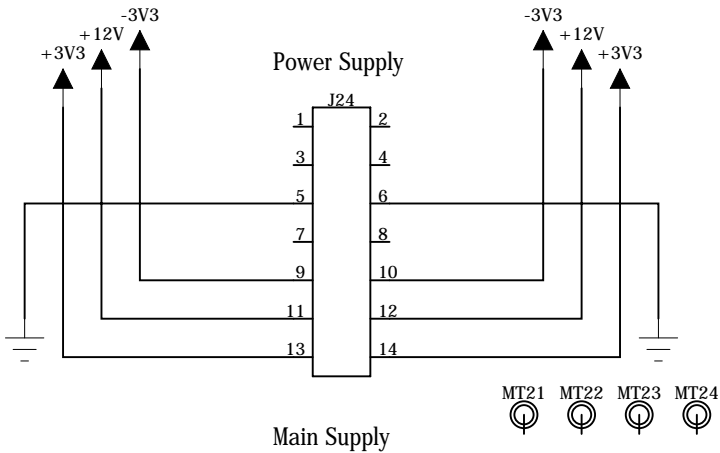 -3V3 -3V3
+12V +12V
+3V3 +3V3
Power Supply
J24
1 2
3 4
5 6
7 8
9 10
11 12
13 14
MT21 MT22 MT23 MT24
Main Supply